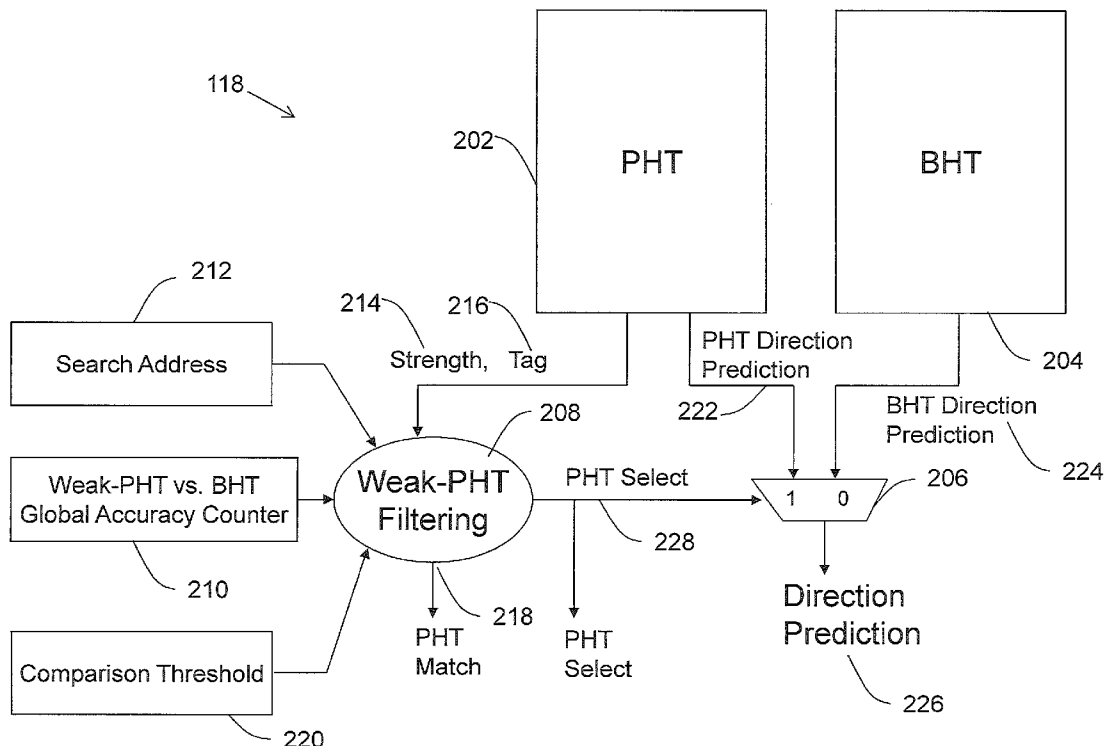 118
202
PHT
BHT
212
214
216
Search Address
Strength, Tag
PHT Direction
Prediction
222
204
BHT Direction
Prediction
224
208
Weak-PHT vs. BHT
Global Accuracy Counter
Weak-PHT
Filtering
PHT Select
1 0
206
228
210
218
PHT
Match
PHT
Select
Direction
Prediction
226
Comparison Threshold
220